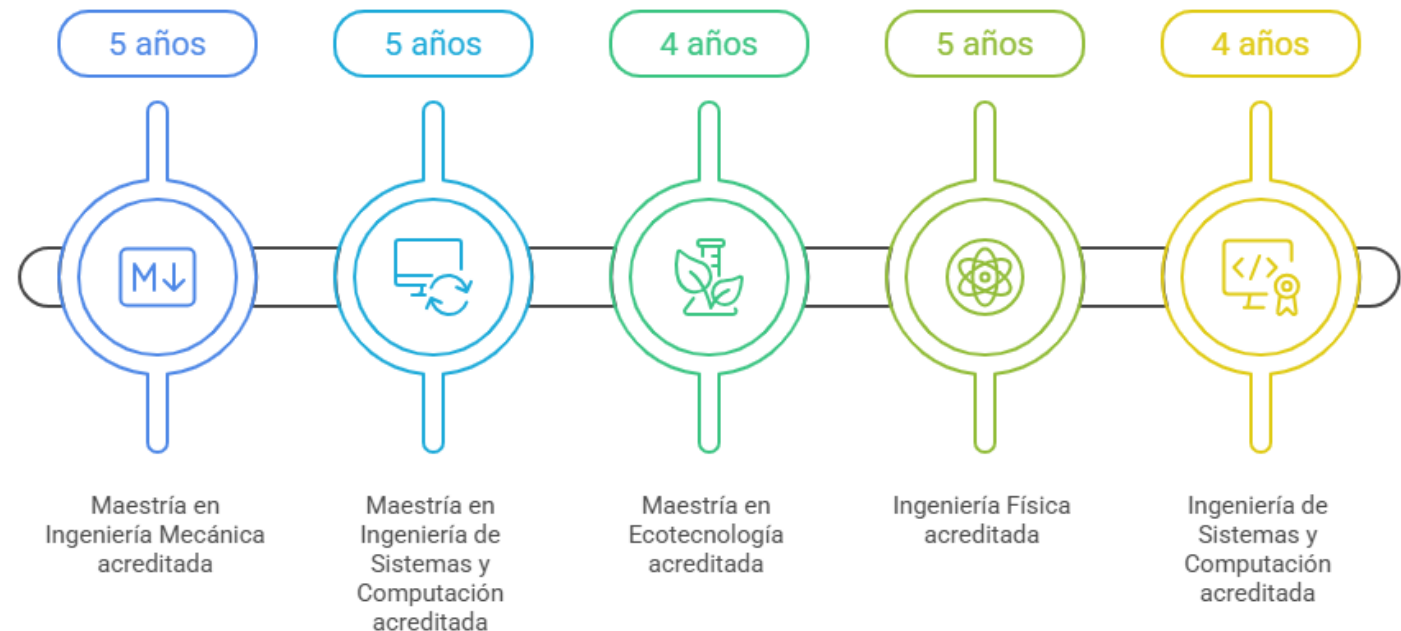 5 años
5 años
4 años
5 años
4 años
M
</>
Maestría en
Ingeniería Mecánica
acreditada
Maestría en
Ingeniería de
Sistemas y
Computación
acreditada
Maestría en
Ecotecnología
acreditada
Ingeniería Física
acreditada
Ingeniería de
Sistemas y
Computación
acreditada